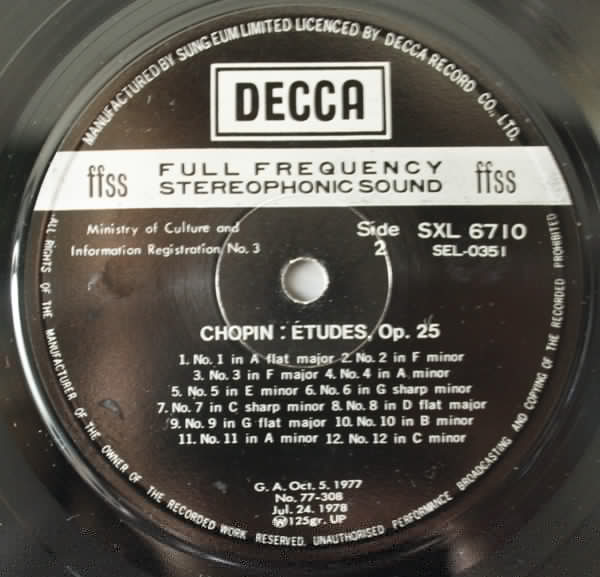 MANUFACTURED BY SUNG EUM LIMITED LICENCED BY DECCA RECORD CO., LTD.
DECCA
ffss FULL FREQUENCY STEREOPHONIC SOUND ffss
Ministry of Culture and
Information Registration No. 3
Side 2
SXL 6710
SEL-0351
CHOPIN : ÉTUDES, Op. 25
1. No. 1 in A flat major 2. No. 2 in F minor
3. No. 3 in F major 4. No. 4 in A minor
5. No. 5 in E minor 6. No. 6 in G sharp minor
7. No. 7 in C sharp minor 8. No. 8 in D flat major
9. No. 9 in G flat major 10. No. 10 in B minor
11. No. 11 in A minor 12. No. 12 in C minor
G. A. Oct. 5. 1977
No. 77-308
Jul. 24. 1978
125gr. UP
ALL RIGHTS OF THE MANUFACTURER OF THE OWNER OF THE RECORDED WORK RESERVED. UNAUTHORISED PERFORMANCE BROADCASTING AND COPYING OF THE RECORDED PROHIBITED